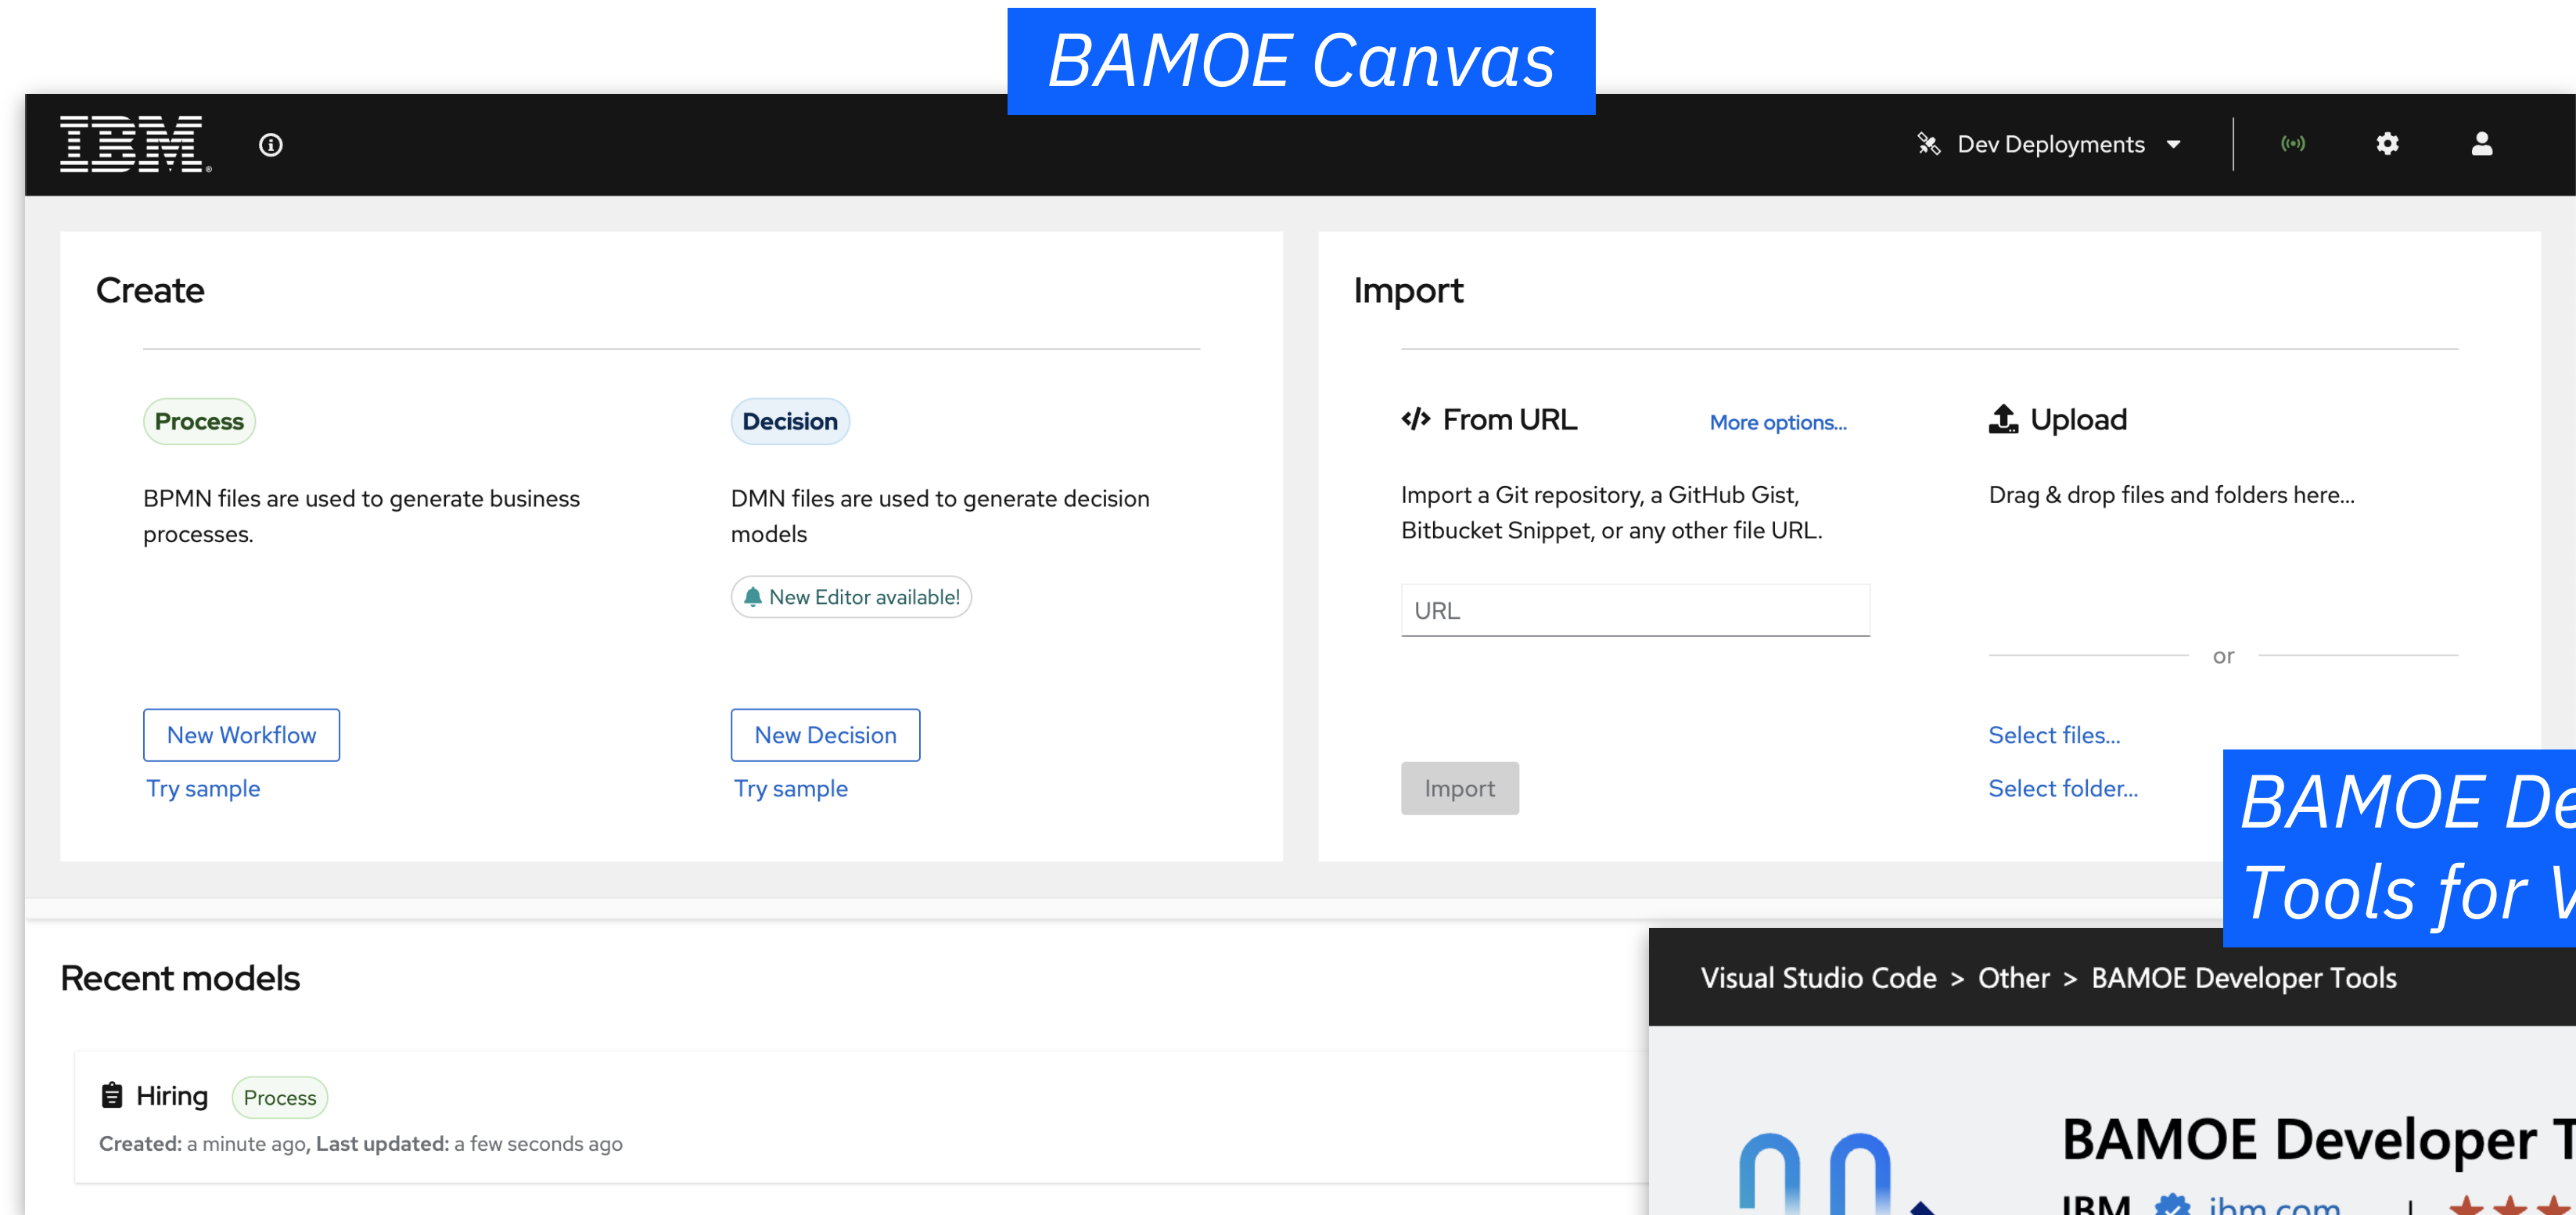 BAMOE Canvas
IBM
Dev Deployments
Create
Process
BPMN files are used to generate business
processes.
New Workflow
Try sample
Decision
DMN files are used to generate decision
models
New Editor available!
New Decision
Try sample
Import
From URL
More options...
Import a Git repository, a GitHub Gist,
Bitbucket Snippet, or any other file URL.
URL
Import
Upload
Drag & drop files and folders here...
or
Select files...
Select folder...
BAMOE De
Tools for V
Recent models
Hiring Process
Created: a minute ago, Last updated: a few seconds ago
Visual Studio Code > Other > BAMOE Developer Tools
BAMOE Developer T
IBM ibm.com